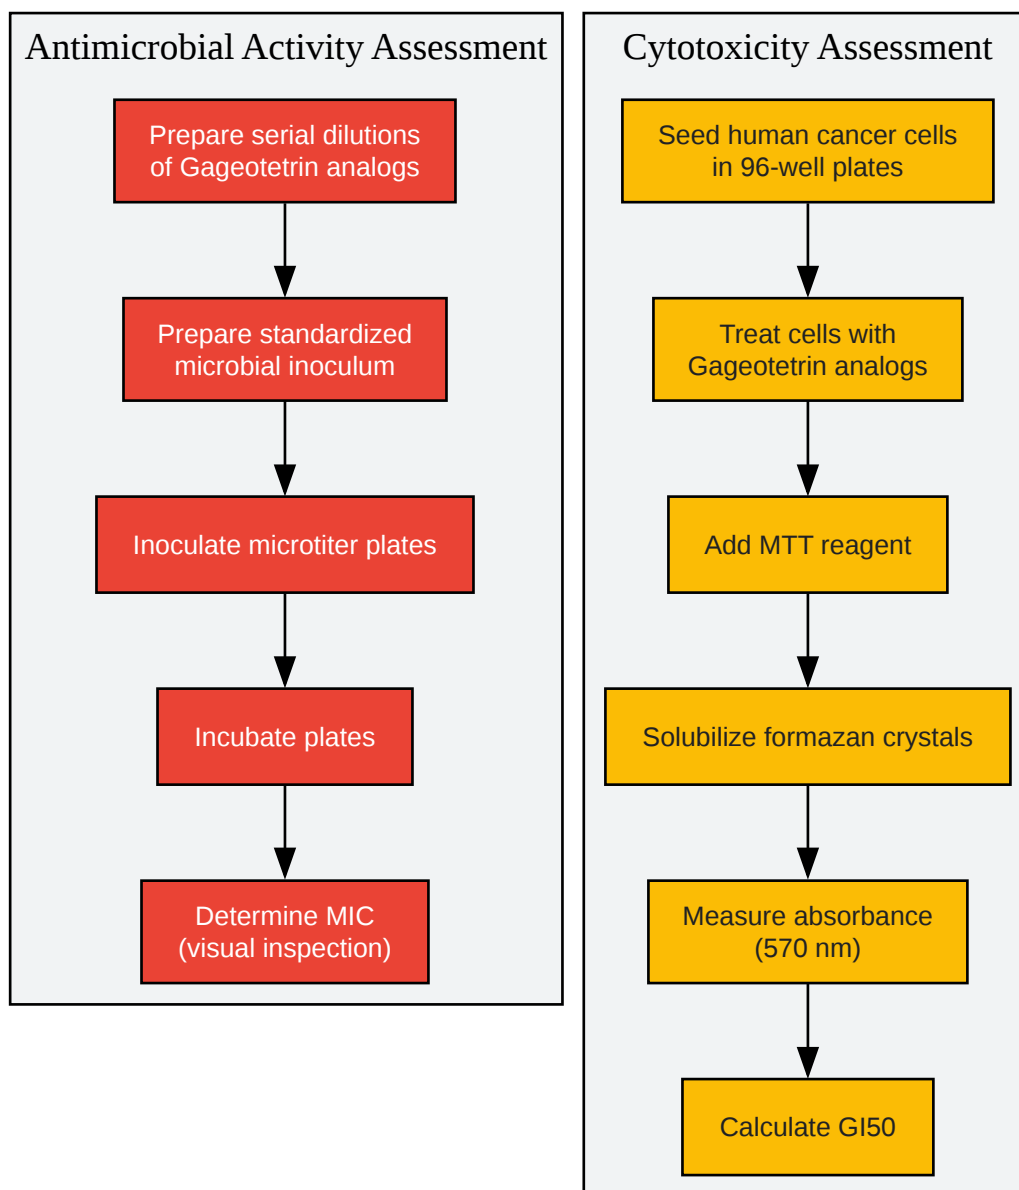 Antimicrobial Activity Assessment
Prepare serial dilutions
of Gageotetrin analogs
Prepare standardized
microbial inoculum
Inoculate microtiter plates
Incubate plates
Determine MIC
(visual inspection)
Cytotoxicity Assessment
Seed human cancer cells
in 96-well plates
Treat cells with
Gageotetrin analogs
Add MTT reagent
Solubilize formazan crystals
Measure absorbance
(570 nm)
Calculate GI50